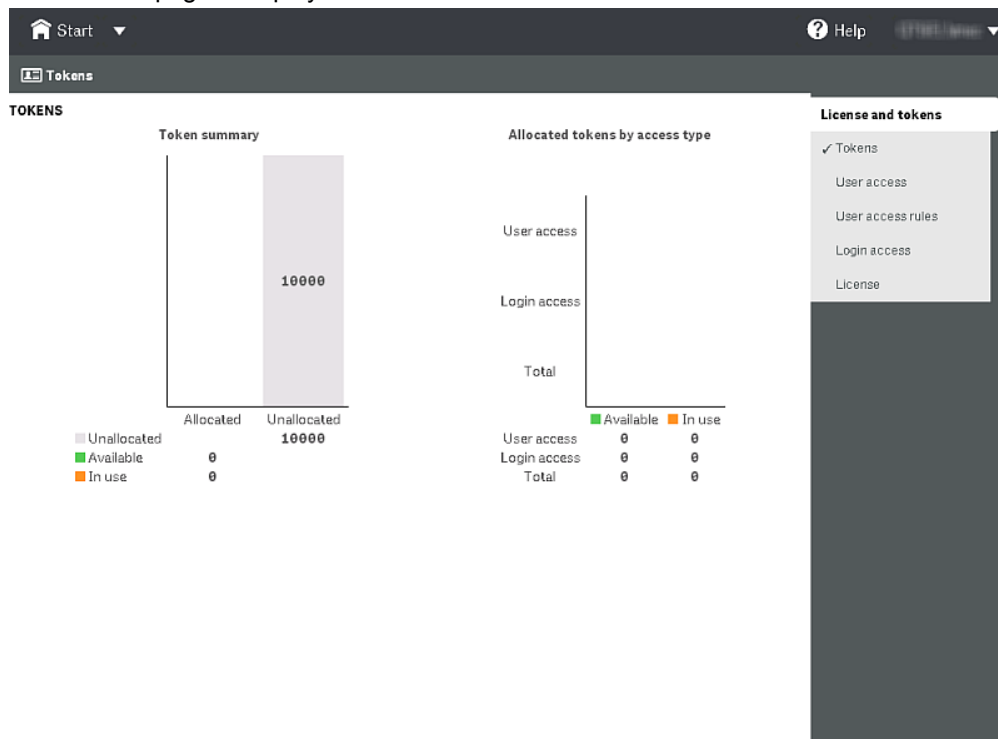 Start
Help
Tokens
TOKENS
Token summary
10000
Allocated Unallocated
Unallocated 10000
Available 0
In use 0
Allocated tokens by access type
User access
Login access
Total
Available In use
User access 0 0
Login access 0 0
Total 0 0
License and tokens
✓ Tokens
User access
User access rules
Login access
License